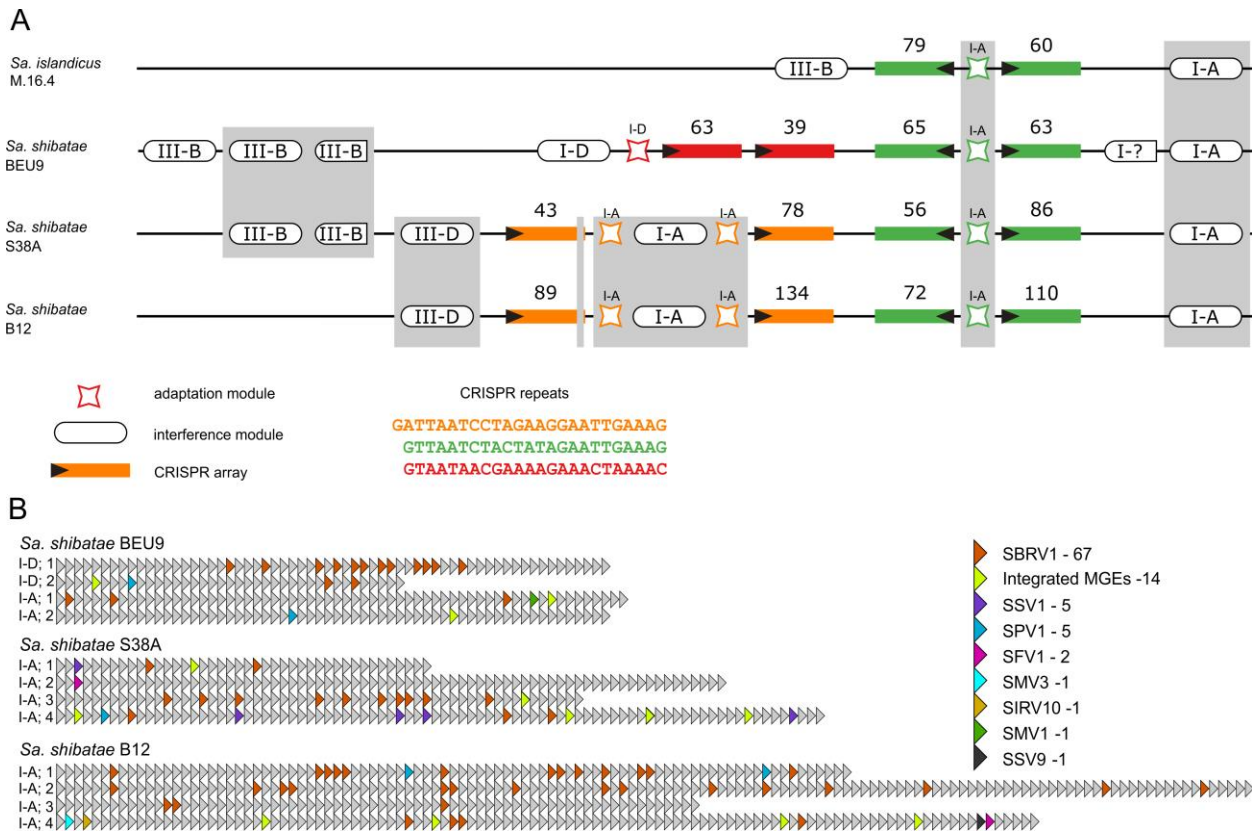 A
Sa. islandicus
M.16.4
III-B
79
I-A
60
I-A
Sa. shibatae
BEU9
III-B
III-B
III-B
I-D
I-D
63
39
65
I-A
63
I-?
I-A
Sa. shibatae
S38A
III-B
III-B
III-D
43
I-A
I-A
I-A
78
56
I-A
86
I-A
Sa. shibatae
B12
III-D
89
I-A
I-A
I-A
134
72
I-A
110
I-A
adaptation module
interference module
CRISPR array
CRISPR repeats
GATTAATCCTAGAAGGAATTGAAAG
GTTAATCTACTATAGAATTGAAAG
GTAATAACGAAAAGAAACTAAAAC
B
Sa. shibatae BEU9
I-D; 1
I-D; 2
I-A; 1
I-A; 2
Sa. shibatae S38A
I-A; 1
I-A; 2
I-A; 3
I-A; 4
Sa. shibatae B12
I-A; 1
I-A; 2
I-A; 3
I-A; 4
SBRV1 - 67
Integrated MGEs -14
SSV1 - 5
SPV1 - 5
SFV1 - 2
SMV3 -1
SIRV10 -1
SMV1 -1
SSV9 -1